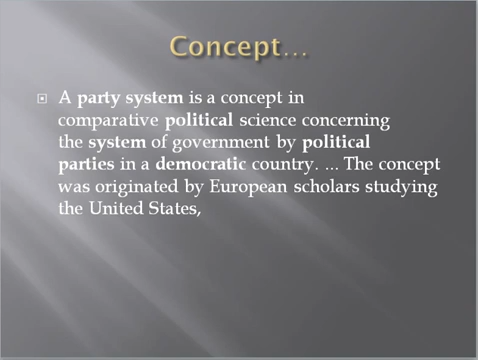 Concept…
A party system is a concept in
comparative political science concerning
the system of government by political
parties in a democratic country. ... The concept
was originated by European scholars studying
the United States,